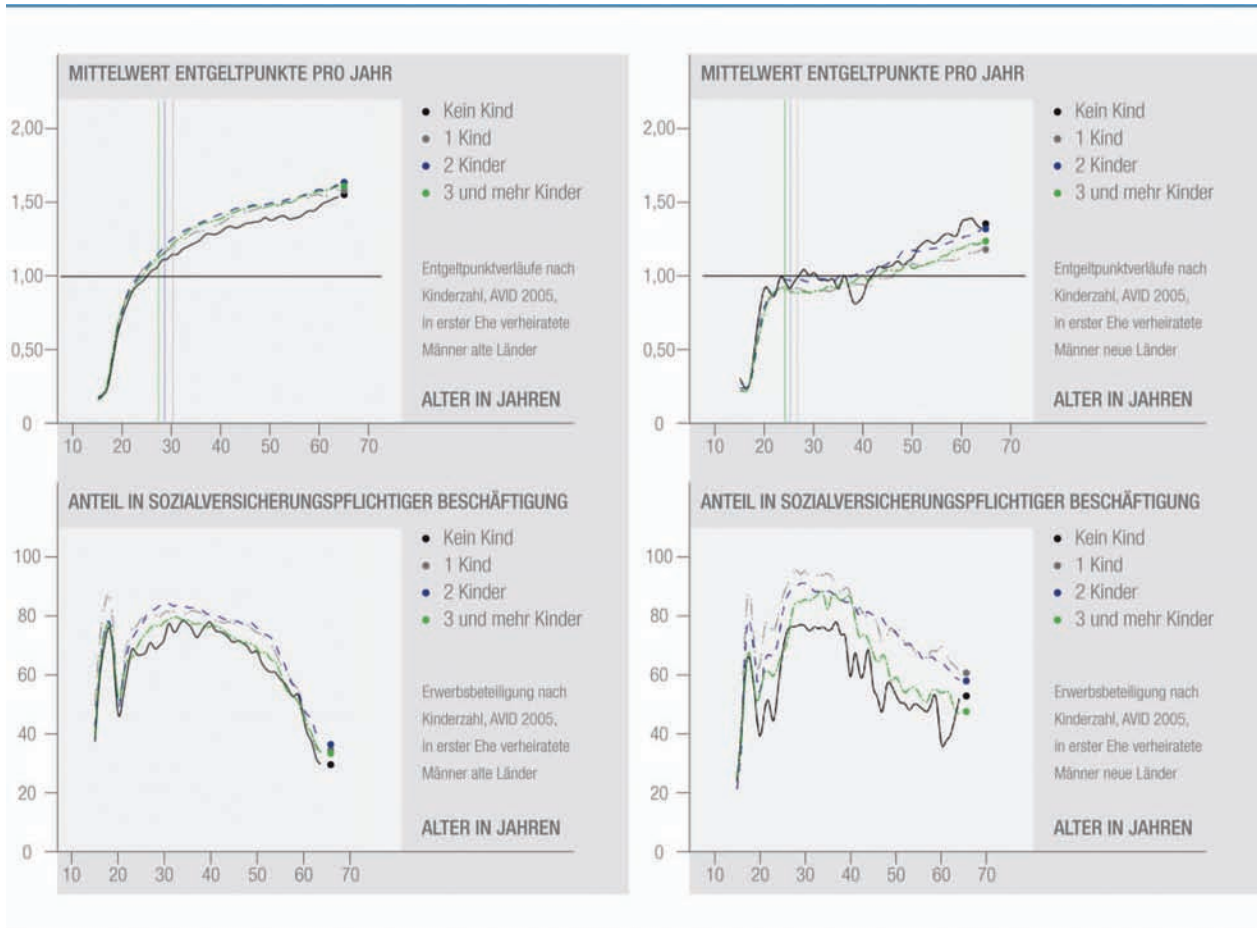 MITTELWERT ENTGELTPUNKTE PRO JAHR
2,00
1,50
1,00
0,50
0
Kein Kind
1 Kind
2 Kinder
3 und mehr Kinder
Entgeltpunktverläufe nach
Kinderzahl, AVID 2005,
in erster Ehe verheiratete
Männer alte Länder
ALTER IN JAHREN
10 20 30 40 50 60 70
MITTELWERT ENTGELTPUNKTE PRO JAHR
2,00
1,50
1,00
0,50
0
Kein Kind
1 Kind
2 Kinder
3 und mehr Kinder
Entgeltpunktverläufe nach
Kinderzahl, AVID 2005,
in erster Ehe verheiratete
Männer neue Länder
ALTER IN JAHREN
10 20 30 40 50 60 70
ANTEIL IN SOZIALVERSICHERUNGSPFLICHTIGER BESCHÄFTIGUNG
100
80
60
40
20
0
Kein Kind
1 Kind
2 Kinder
3 und mehr Kinder
Erwerbsbeteiligung nach
Kinderzahl, AVID 2005,
in erster Ehe verheiratete
Männer alte Länder
ALTER IN JAHREN
10 20 30 40 50 60 70
ANTEIL IN SOZIALVERSICHERUNGSPFLICHTIGER BESCHÄFTIGUNG
100
80
60
40
20
0
Kein Kind
1 Kind
2 Kinder
3 und mehr Kinder
Erwerbsbeteiligung nach
Kinderzahl, AVID 2005,
in erster Ehe verheiratete
Männer neue Länder
ALTER IN JAHREN
10 20 30 40 50 60 70